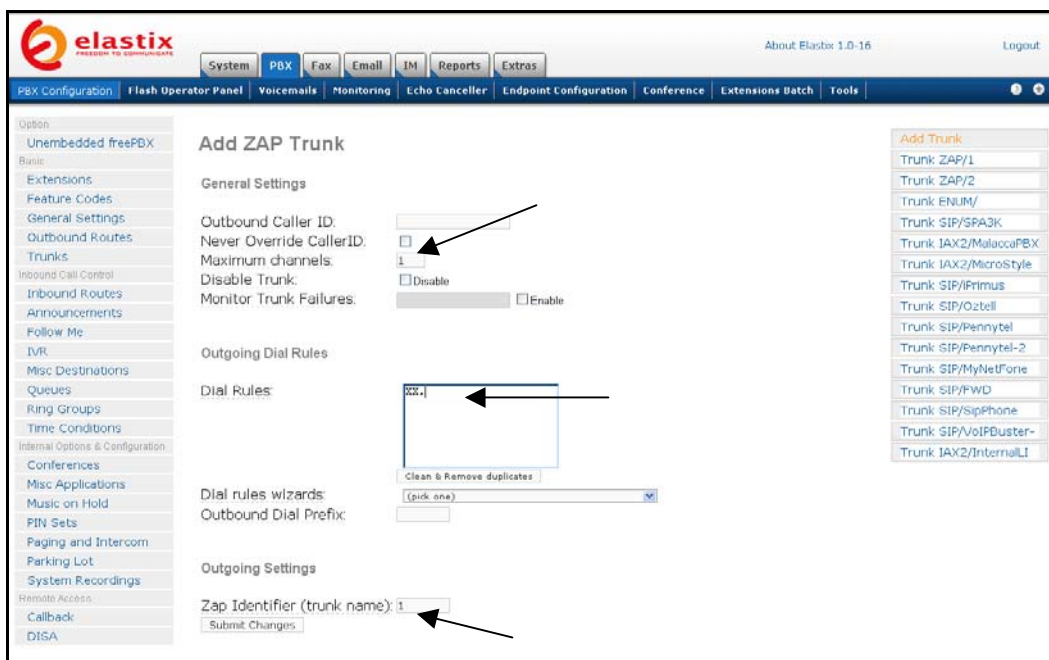 elastix
FREEDOM TO COMMUNICATE
About Elastix 1.0-16
Logout
System PBX Fax Email IM Reports Extras
PBX Configuration Flash Operator Panel Voicemails Monitoring Echo Canceller Endpoint Configuration Conference Extensions Batch Tools
Option
Unembedded freePBX
Basic
Extensions
Feature Codes
General Settings
Outbound Routes
Trunks
Inbound Call Control
Inbound Routes
Announcements
Follow Me
IVR
Misc Destinations
Queues
Ring Groups
Time Conditions
Internal Options & Configuration
Conferences
Misc Applications
Music on Hold
PIN Sets
Paging and Intercom
Parking Lot
System Recordings
Remote Access
Callback
DISA
Add ZAP Trunk
General Settings
Outbound Caller ID:
Never Override CallerID:
Maximum channels: 1
Disable Trunk: Disable
Monitor Trunk Failures: Enable
Outgoing Dial Rules
Dial Rules: XX.
Clean & Remove duplicates
Dial rules wizards: (pick one)
Outbound Dial Prefix:
Outgoing Settings
Zap Identifier (trunk name): 1
Submit Changes
Add Trunk
Trunk ZAP/1
Trunk ZAP/2
Trunk ENUM/
Trunk SIP/SPA3K
Trunk IAX2/MalaccaPBX
Trunk IAX2/MicroStyle
Trunk SIP/iPrimus
Trunk SIP/Oztell
Trunk SIP/Pennytel
Trunk SIP/Pennytel-2
Trunk SIP/MyNetFone
Trunk SIP/FWD
Trunk SIP/SipPhone
Trunk SIP/VoIPBuster-
Trunk IAX2/InternalLI